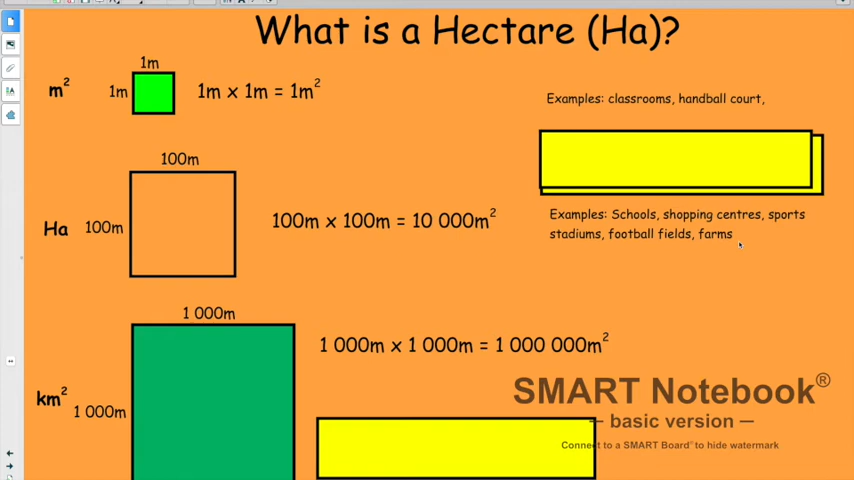 What is a Hectare (Ha)?
1m
m² 1m 1m x 1m = 1m²
Examples: classrooms, handball court,
100m
Ha 100m 100m x 100m = 10 000m²
Examples: Schools, shopping centres, sports
stadiums, football fields, farms
1 000m
1 000m x 1 000m = 1 000 000m²
km² 1 000m
SMART Notebook®
— basic version —
Connect to a SMART Board® to hide watermark